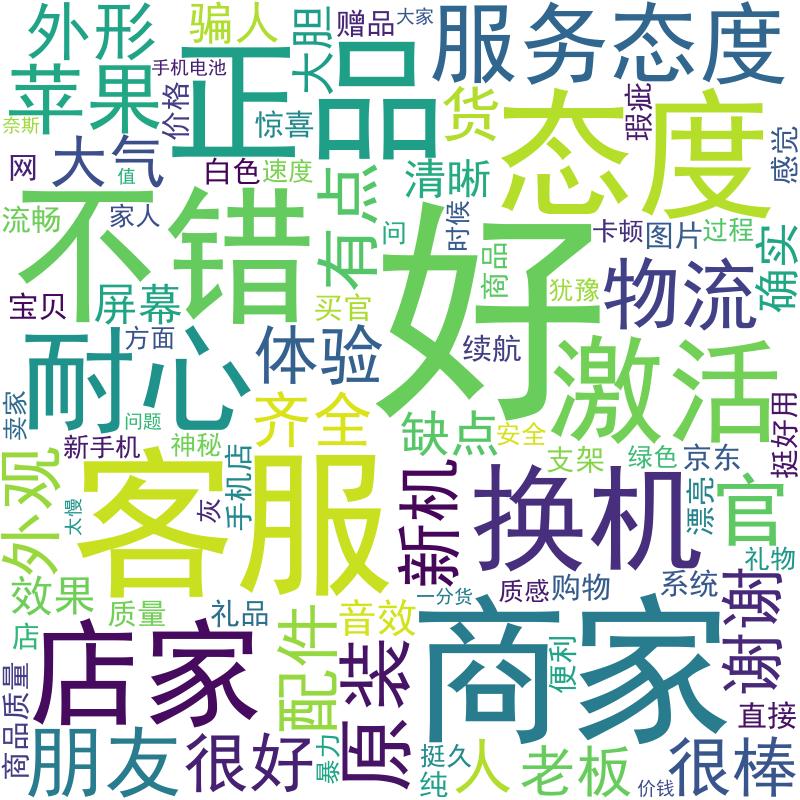 外形
骗人
大胆
赠品
大家
服务态度
苹果
正品
手机电池
价格
惊喜
货
态度
瑕疵
感觉
奈斯
网
大气
值
白色
速度
有点
清晰
不错
好
流畅
家人
问
时候
商品
卡顿
图片
过程
确实
犹豫
物流
宝贝
屏幕
买官
方面
耐心
体验
续航
激活
卖家
问题
齐全
缺点
安全
挺好用
新手机
神秘
手机店
支架
绿色
京东
外观
太慢
客服
灰
新机
换机
漂亮
官
礼物
效果
质量
礼品
音效
一分货
质感
购物
系统
谢谢
店
店家
配件
原装
商家
便利
直接
商品质量
朋友
很好
暴力
挺久
纯
人
老板
价钱
很棒